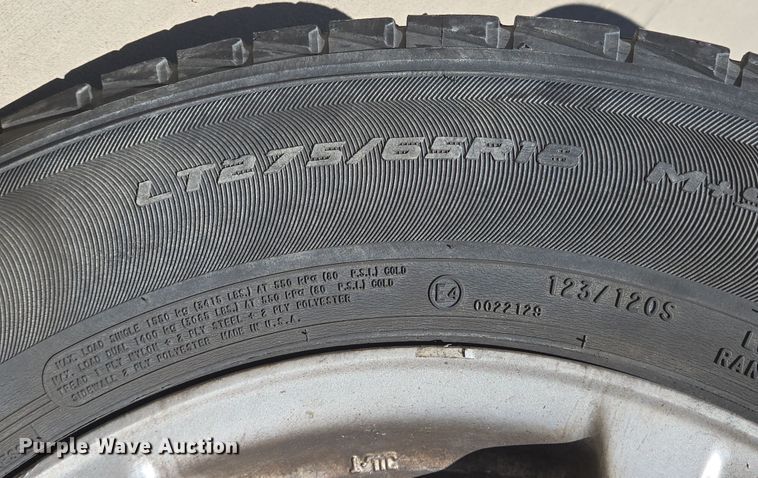 LT275/65R18
M+S
MAX. LOAD SINGLE 1550 kg (3415 LBS.) AT 550 kPa (80 P.S.I.) COLD
MAX. LOAD DUAL 1400 kg (3085 LBS.) AT 550 kPa (80 P.S.I.) COLD
TREAD 1 PLY NYLON + 2 PLY STEEL + 2 PLY POLYESTER
SIDEWALL 2 PLY POLYESTER MADE IN U.S.A.
E4
0022129
123/120S
L
RAN
Purple Wave Auction